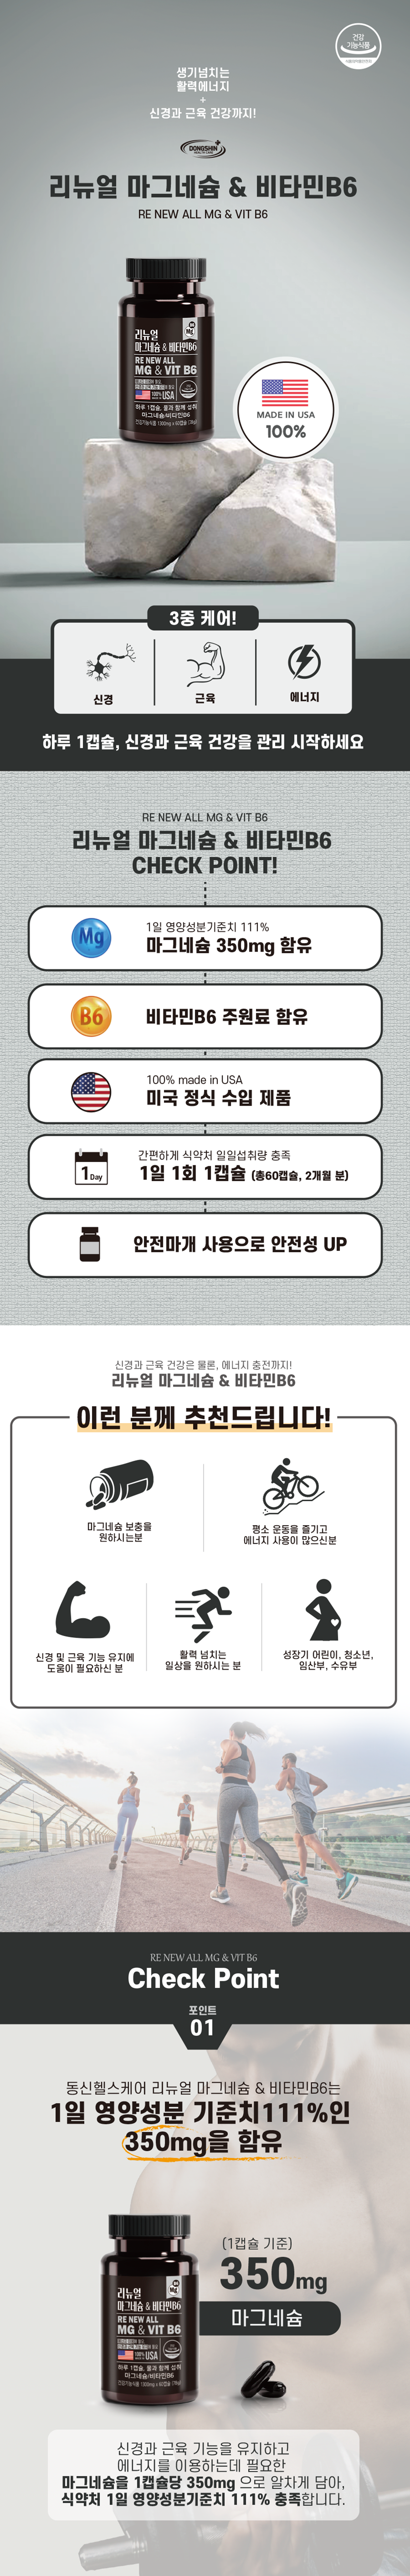 건강
기능식품
생기넘치는
활력에너지
+
신경과 근육 건강까지!
DONGSHIN
HEALTH CARE
리뉴얼 마그네슘 & 비타민B6
RE NEW ALL MG & VIT B6
리뉴얼
마그네슘 & 비타민B6
RE NEW ALL
MG & VIT B6
100% USA
하루 1캡슐, 물과 함께 섭취
마그네슘/비타민B6
MADE IN USA
100%
3중 케어!
신경
근육
에너지
하루 1캡슐, 신경과 근육 건강을 관리 시작하세요
RE NEW ALL MG & VIT B6
리뉴얼 마그네슘 & 비타민B6
CHECK POINT!
Mg
1일 영양성분기준치 111%
마그네슘 350mg 함유
B6
비타민B6 주원료 함유
100% made in USA
미국 정식 수입 제품
1 Day
간편하게 식약처 일일섭취량 충족
1일 1회 1캡슐 (총60캡슐, 2개월 분)
안전마개 사용으로 안전성 UP
신경과 근육 건강은 물론, 에너지 충전까지!
리뉴얼 마그네슘 & 비타민B6
이런 분께 추천드립니다!
마그네슘 보충을
원하시는분
평소 운동을 즐기고
에너지 사용이 많으신분
신경 및 근육 기능 유지에
도움이 필요하신 분
활력 넘치는
일상을 원하시는 분
성장기 어린이, 청소년,
임산부, 수유부
RE NEW ALL MG & VIT B6
Check Point
포인트
01
동신헬스케어 리뉴얼 마그네슘 & 비타민B6는
1일 영양성분 기준치111%인
350mg을 함유
리뉴얼
마그네슘 & 비타민B6
RE NEW ALL
MG & VIT B6
100% USA
하루 1캡슐, 물과 함께 섭취
마그네슘/비타민B6
(1캡슐 기준)
350mg
마그네슘
신경과 근육 기능을 유지하고
에너지를 이용하는데 필요한
마그네슘을 1캡슐당 350mg 으로 알차게 담아,
식약처 1일 영양성분기준치 111% 충족합니다.